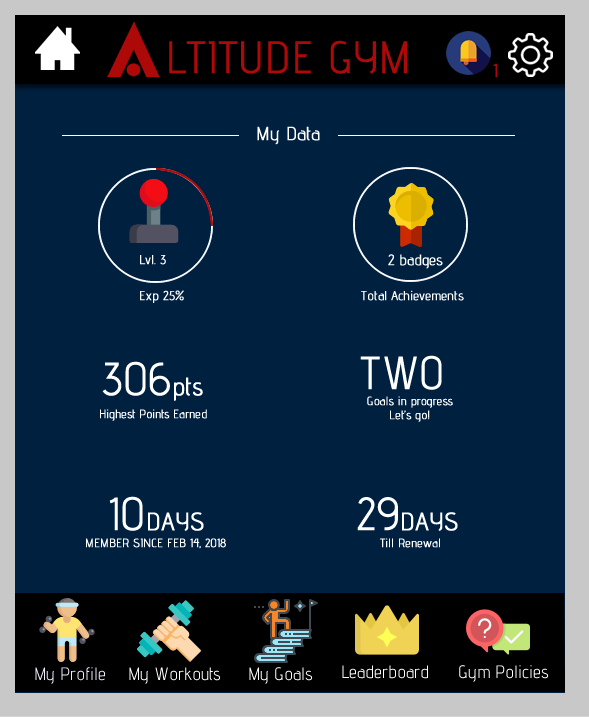 ALTITUDE GYM
1
My Data
Lvl. 3
2 badges
Exp 25%
Total Achievements
306pts
TWO
Highest Points Earned
Goals in progress
Let's go!
10DAYS
29DAYS
MEMBER SINCE FEB 14, 2018
Till Renewal
?
My Profile
My Workouts
My Goals
Leaderboard
Gym Policies